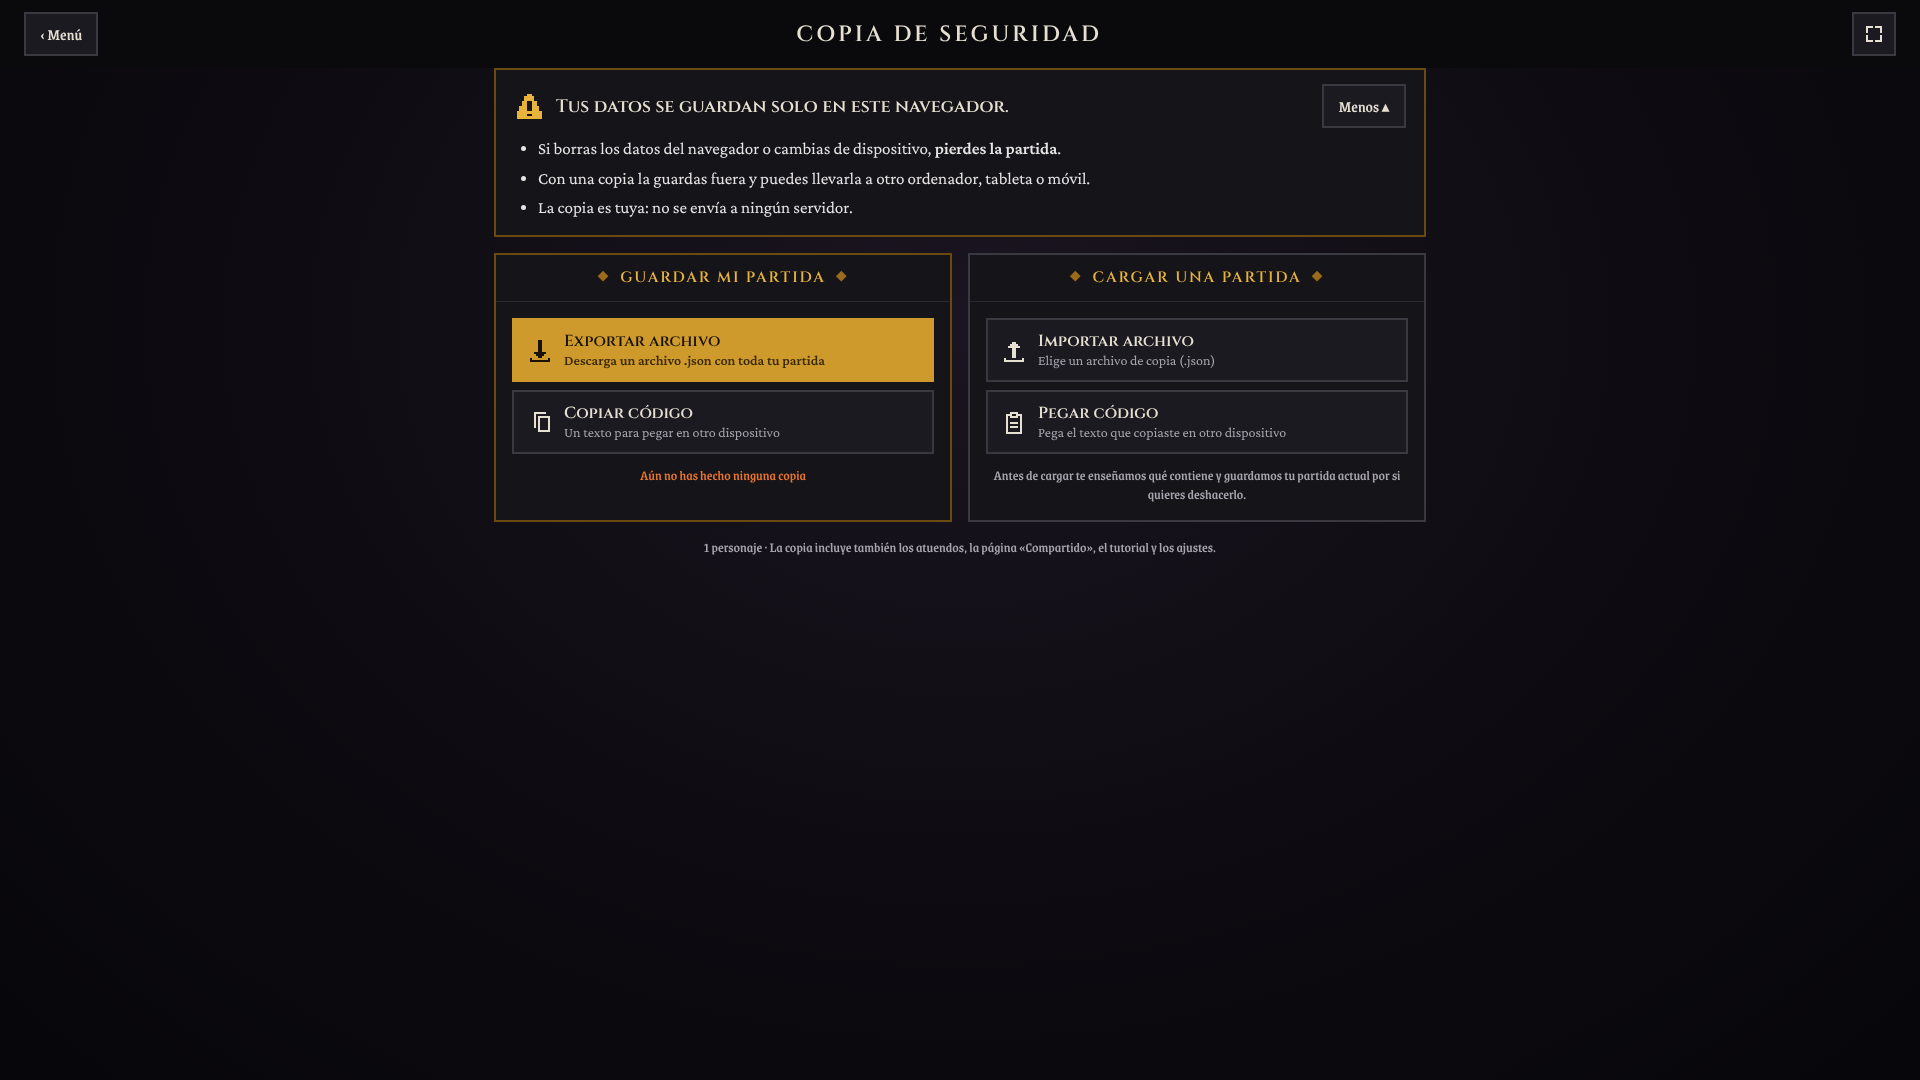 ‹ Menú
COPIA DE SEGURIDAD
Tus datos se guardan solo en este navegador.
Menos ▴
• Si borras los datos del navegador o cambias de dispositivo, pierdes la partida.
• Con una copia la guardas fuera y puedes llevarla a otro ordenador, tableta o móvil.
• La copia es tuya: no se envía a ningún servidor.
◆ GUARDAR MI PARTIDA ◆
Exportar archivo
Descarga un archivo .json con toda tu partida
Copiar código
Un texto para pegar en otro dispositivo
Aún no has hecho ninguna copia
◆ CARGAR UNA PARTIDA ◆
Importar archivo
Elige un archivo de copia (.json)
Pegar código
Pega el texto que copiaste en otro dispositivo
Antes de cargar te enseñamos qué contiene y guardamos tu partida actual por si
quieres deshacerlo.
1 personaje · La copia incluye también los atuendos, la página «Compartido», el tutorial y los ajustes.